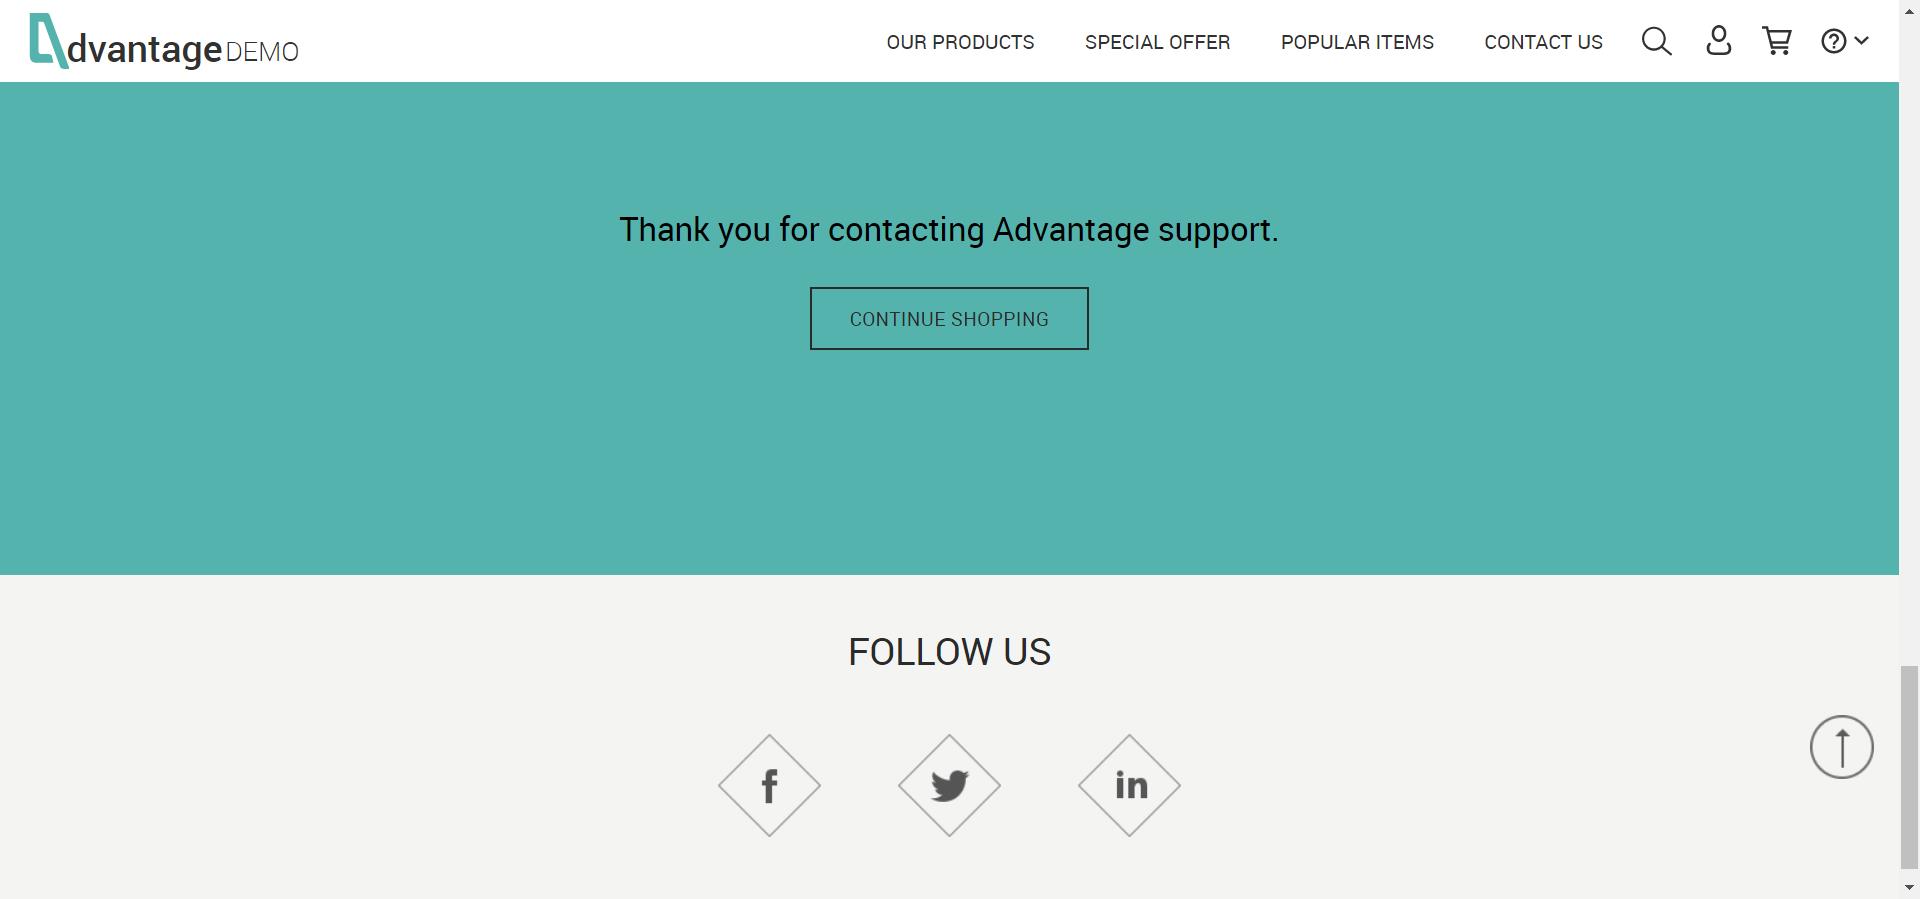 Advantage DEMO
OUR PRODUCTS SPECIAL OFFER POPULAR ITEMS CONTACT US
Thank you for contacting Advantage support.
CONTINUE SHOPPING
FOLLOW US
f
in